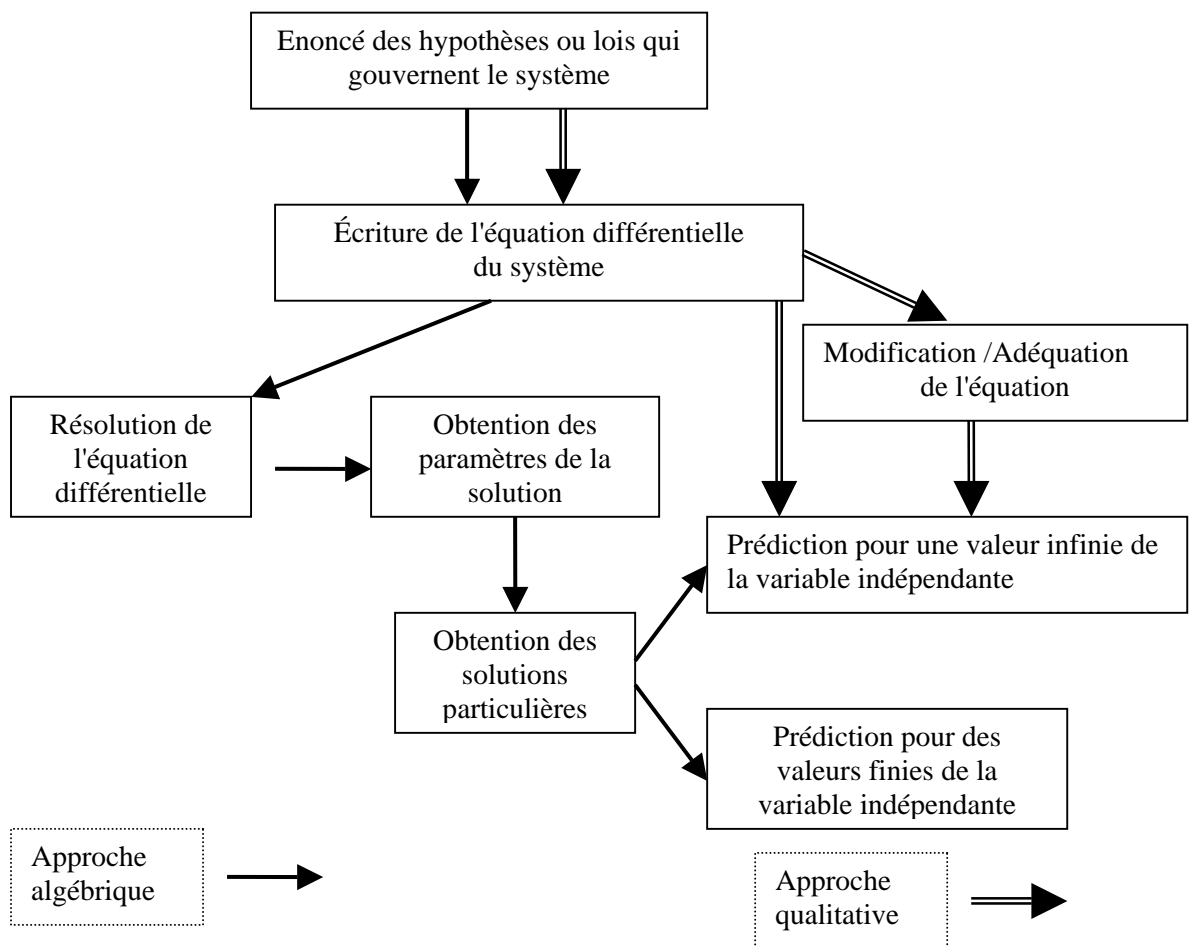 Enoncé des hypothèses ou lois qui
gouvernent le système
Écriture de l'équation différentielle
du système
Modification /Adéquation
de l'équation
Résolution de
l'équation
différentielle
Obtention des
paramètres de la
solution
Prédiction pour une valeur infinie de
la variable indépendante
Obtention des
solutions
particulières
Prédiction pour des
valeurs finies de la
variable indépendante
Approche
algébrique
Approche
qualitative